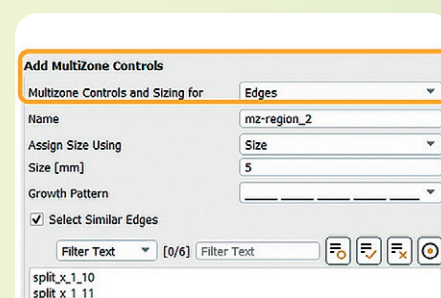 Add MultiZone Controls
Multizone Controls and Sizing for Edges
Name mz-region_2
Assign Size Using Size
Size [mm] 5
Growth Pattern
Select Similar Edges
Filter Text [0/6] Filter Text
split_x_1_10
split_x_1_11